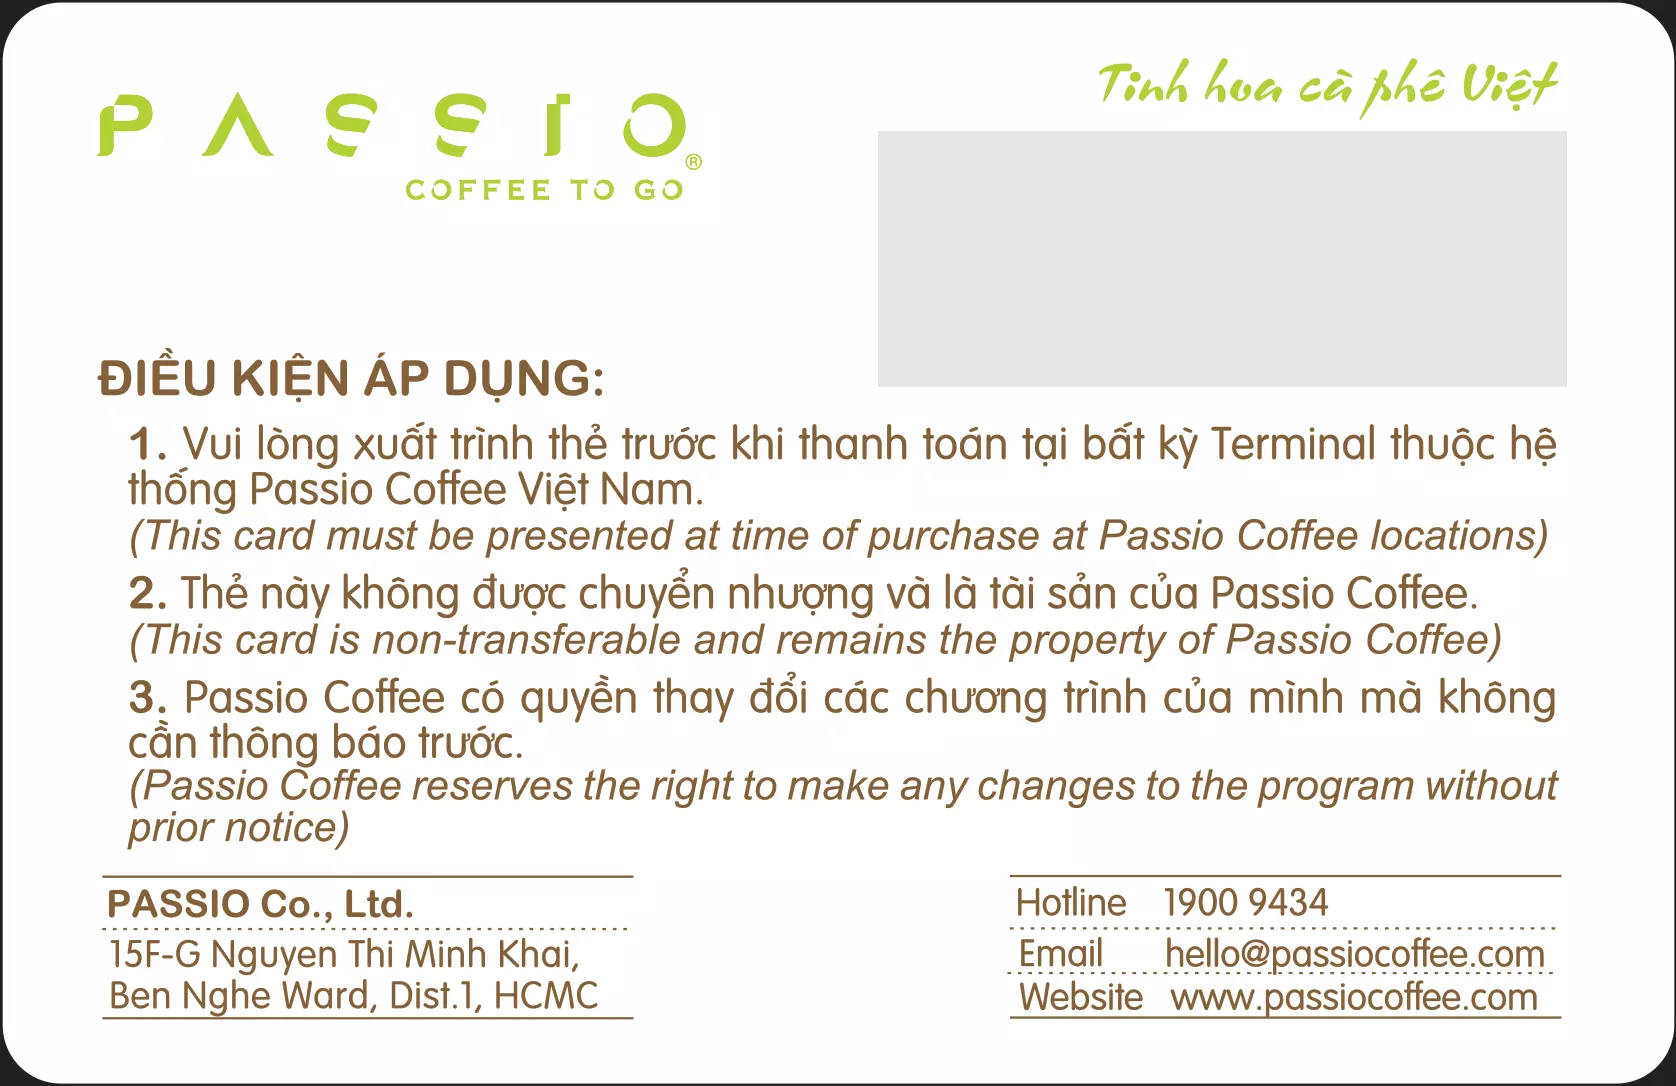 PASSIO®
COFFEE TO GO
Tinh hoa cà phê Việt
ĐIỀU KIỆN ÁP DỤNG:
1. Vui lòng xuất trình thẻ trước khi thanh toán tại bất kỳ Terminal thuộc hệ
thống Passio Coffee Việt Nam.
(This card must be presented at time of purchase at Passio Coffee locations)
2. Thẻ này không được chuyển nhượng và là tài sản của Passio Coffee.
(This card is non-transferable and remains the property of Passio Coffee)
3. Passio Coffee có quyền thay đổi các chương trình của mình mà không
cần thông báo trước.
(Passio Coffee reserves the right to make any changes to the program without
prior notice)
PASSIO Co., Ltd.
15F-G Nguyen Thi Minh Khai,
Ben Nghe Ward, Dist.1, HCMC
Hotline 1900 9434
Email hello@passiocoffee.com
Website www.passiocoffee.com